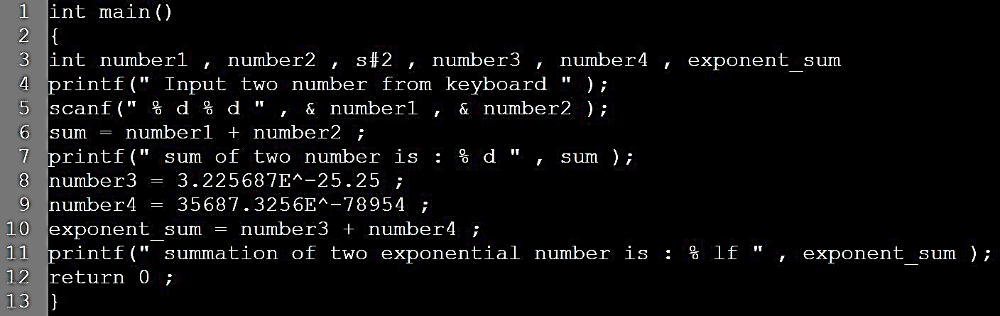 1 int main()
2 {
3 int number1 , number2 , s#2 , number3 , number4 , exponent_sum
4 printf(" Input two number from keyboard " );
5 scanf(" % d % d " , & number1 , & number2 );
6 sum = number1 + number2 ;
7 printf(" sum of two number is : % d " , sum );
8 number3 = 3.225687E^-25.25 ;
9 number4 = 35687.3256E^-78954 ;
10 exponent_sum = number3 + number4 ;
11 printf(" summation of two exponential number is : % lf " , exponent_sum );
12 return 0 ;
13 }